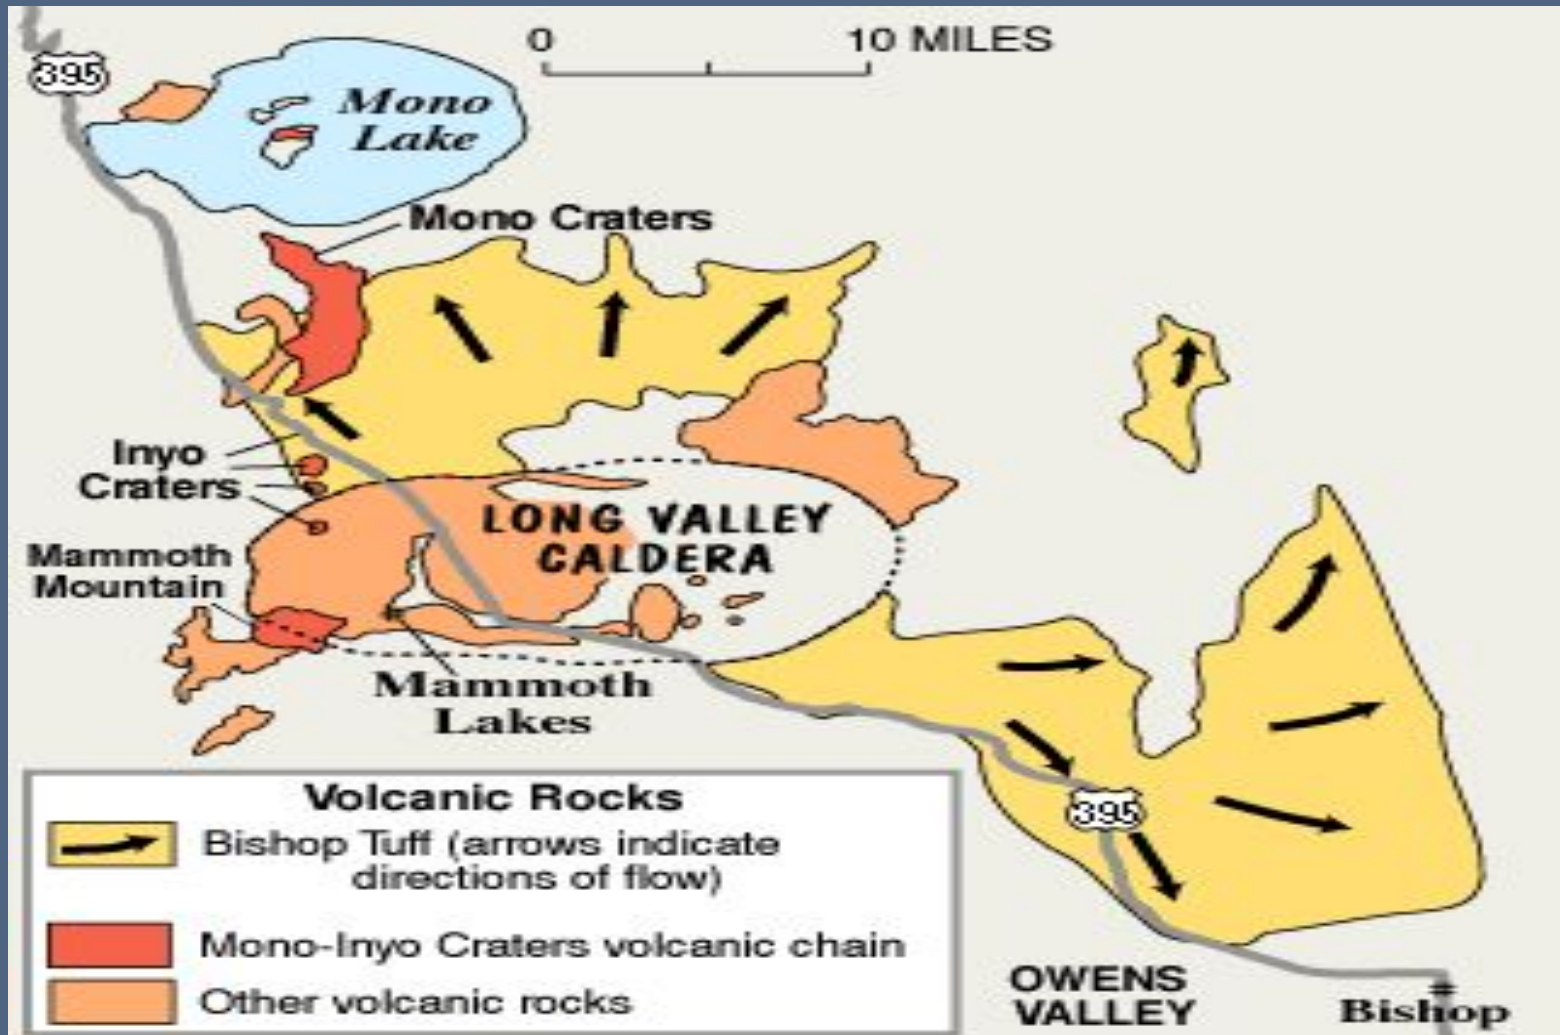 0 10 MILES
395
Mono
Lake
Mono Craters
Inyo
Craters
LONG VALLEY
CALDERA
Mammoth
Mountain
Mammoth
Lakes
395
Volcanic Rocks
Bishop Tuff (arrows indicate
directions of flow)
Mono-Inyo Craters volcanic chain
Other volcanic rocks
OWENS
VALLEY
Bishop